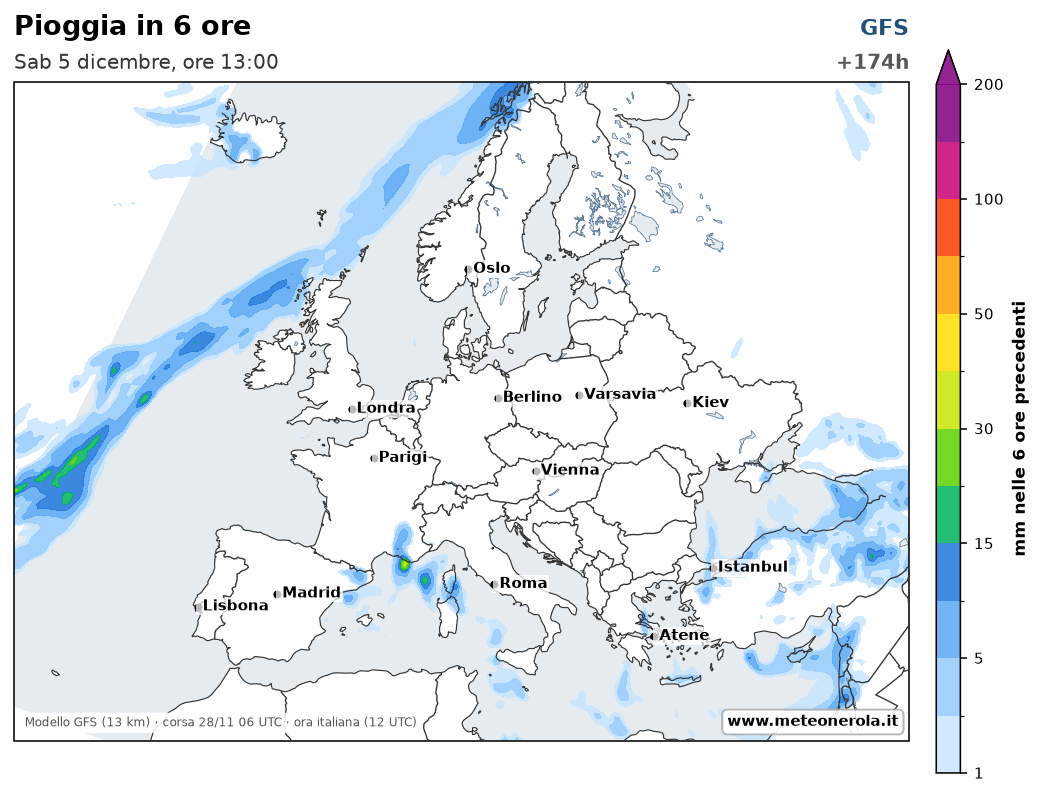 Pioggia in 6 ore
GFS
Sab 5 dicembre, ore 13:00
+174h
200
100
50
30
15
5
1
mm nelle 6 ore precedenti
Oslo
Berlino
Varsavia
Kiev
Londra
Parigi
Vienna
Istanbul
Roma
Madrid
Lisbona
Atene
Modello GFS (13 km) · corsa 28/11 06 UTC · ora italiana (12 UTC)
www.meteonerola.it